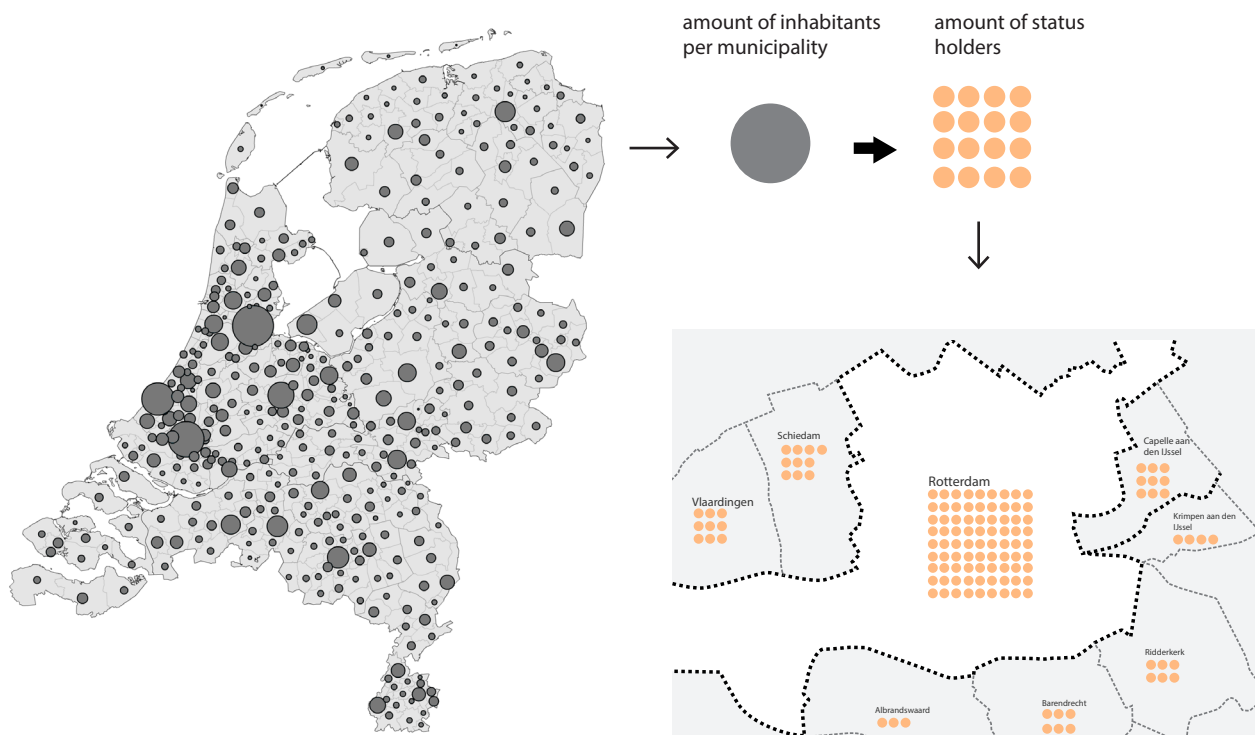 amount of inhabitants
per municipality
amount of status
holders
Schiedam
Capelle aan
den IJssel
Vlaardingen
Rotterdam
Krimpen aan den
IJssel
Ridderkerk
Albrandswaard
Barendrecht